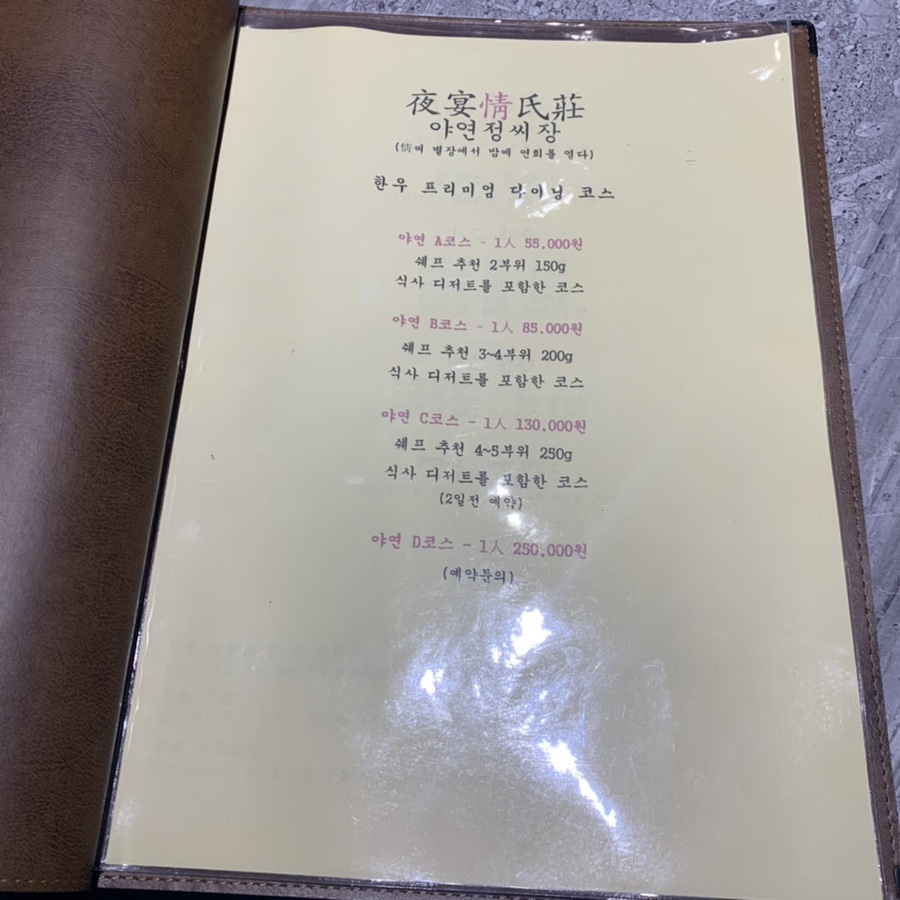 夜宴情氏莊
야연정씨장
(情씨 별장에서 밤에 연회를 열다)
한우 프리미엄 다이닝 코스
야연 A코스 - 1人 55,000원
쉐프 추천 2부위 150g
식사 디저트를 포함한 코스
야연 B코스 - 1人 85,000원
쉐프 추천 3~4부위 200g
식사 디저트를 포함한 코스
야연 C코스 - 1人 130,000원
쉐프 추천 4~5부위 250g
식사 디저트를 포함한 코스
(2일전 예약)
야연 D코스 - 1人 250,000원
(예약문의)